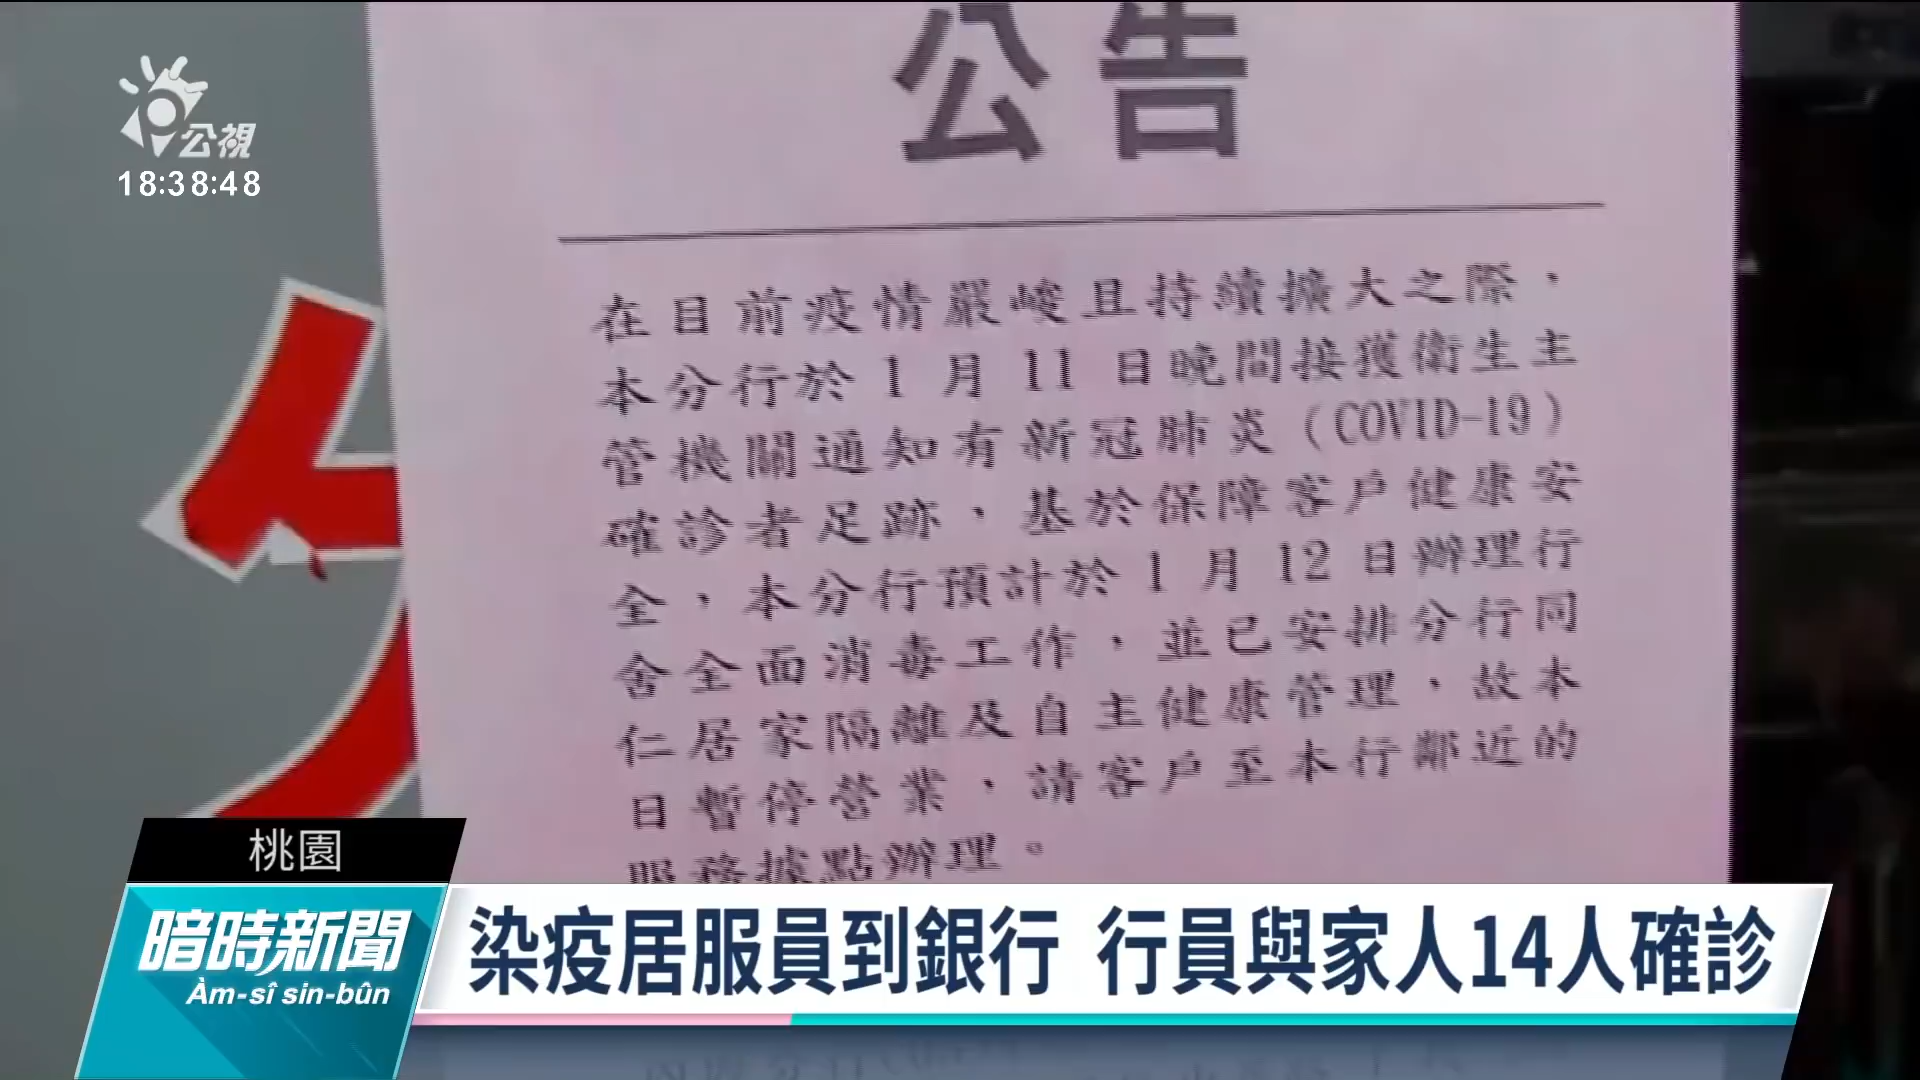 公告
公視
18:38:48
在目前疫情嚴峻且持續擴大之際，
本分行於1月11日晚間接獲衛生主
管機關通知有新冠肺炎(COVID-19)
確診者足跡，基於保障客戶健康安
全，本分行預計於1月12日辦理行
舍全面消毒工作，並已安排分行同
仁居家隔離及自主健康管理，故本
日暫停營業，請客戶至本行鄰近的
服務據點辦理。
桃園
暗時新聞
Àm-sî sin-bûn
染疫居服員到銀行 行員與家人14人確診